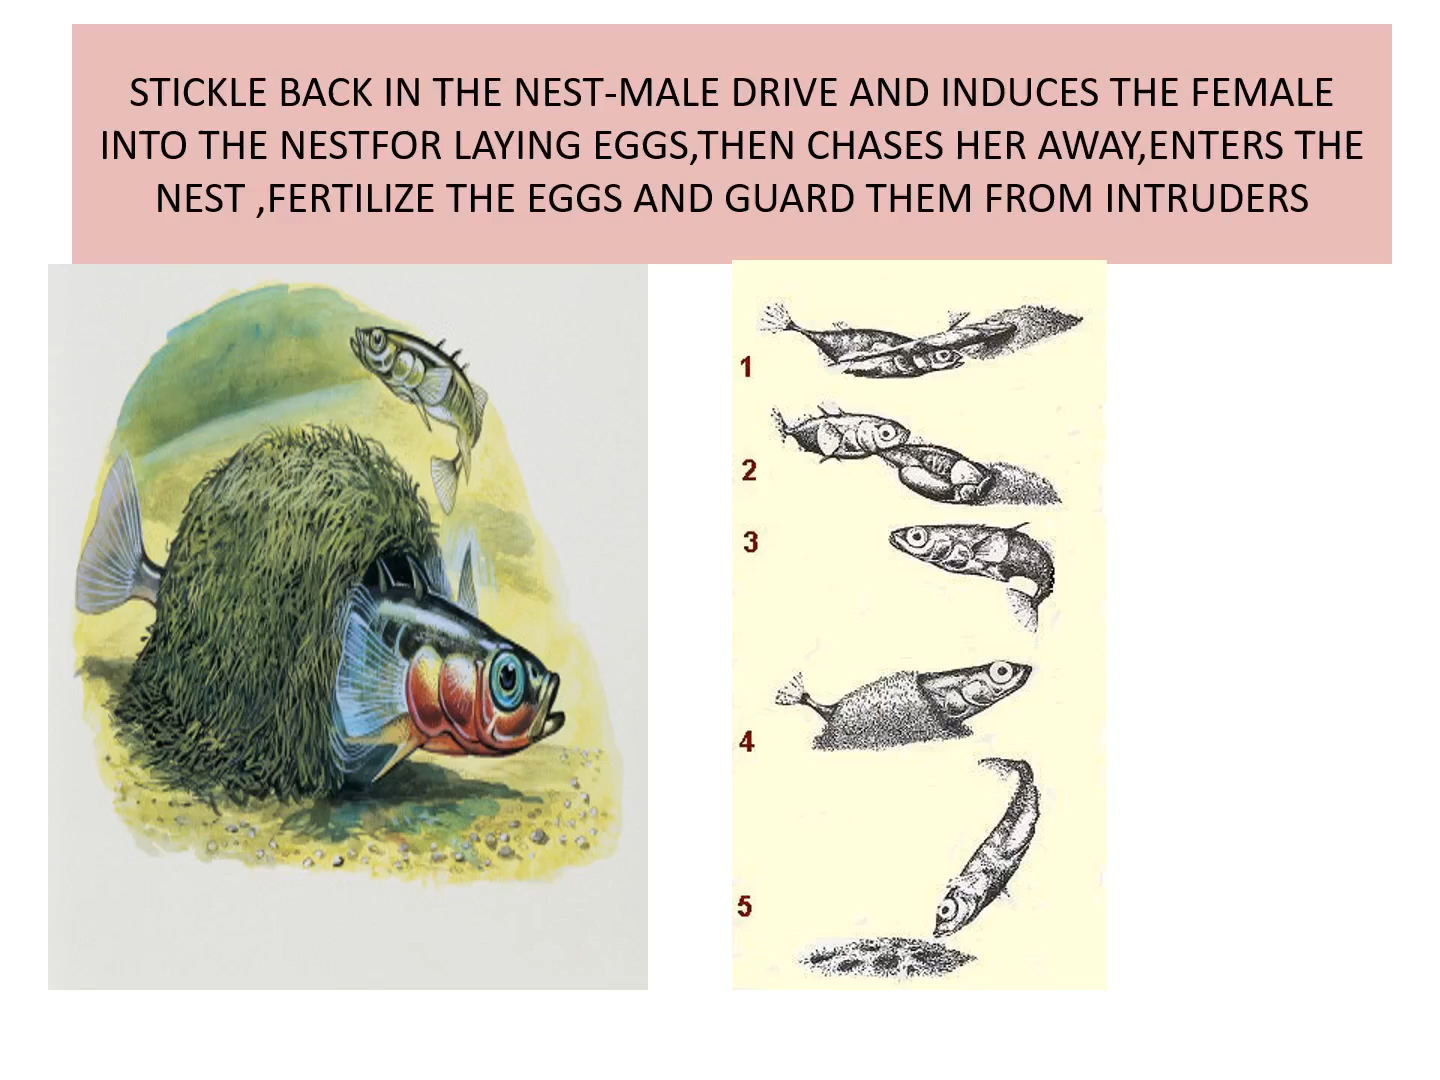 STICKLE BACK IN THE NEST-MALE DRIVE AND INDUCES THE FEMALE
INTO THE NESTFOR LAYING EGGS,THEN CHASES HER AWAY,ENTERS THE
NEST ,FERTILIZE THE EGGS AND GUARD THEM FROM INTRUDERS
1
2
3
4
5